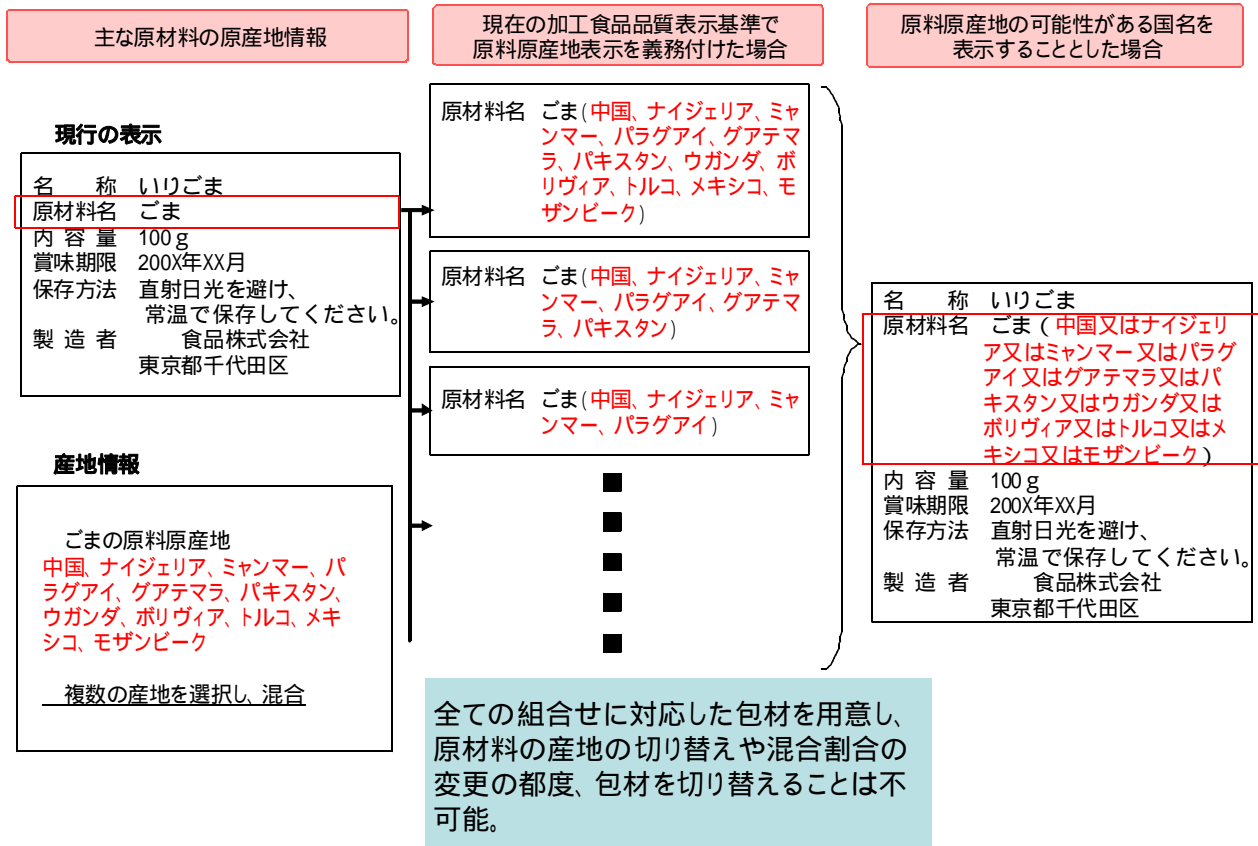 主な原材料の原産地情報
現行の表示
名　　称　いりごま
原材料名　ごま
内 容 量　100ｇ
賞味期限　200X年XX月
保存方法　直射日光を避け、
常温で保存してください。
製 造 者　　　食品株式会社
東京都千代田区
産地情報
ごまの原料原産地
中国、ナイジェリア、ミャンマー、パ
ラグアイ、グアテマラ、パキスタン、
ウガンダ、ボリヴィア、トルコ、メキ
シコ、モザンビーク
複数の産地を選択し、混合
現在の加工食品品質表示基準で
原料原産地表示を義務付けた場合
原材料名　ごま(中国、ナイジェリア、ミャ
ンマー、パラグアイ、グアテマ
ラ、パキスタン、ウガンダ、ボ
リヴィア、トルコ、メキシコ、モ
ザンビーク)
原材料名　ごま(中国、ナイジェリア、ミャ
ンマー、パラグアイ、グアテマ
ラ、パキスタン)
原材料名　ごま(中国、ナイジェリア、ミャ
ンマー、パラグアイ)
全ての組合せに対応した包材を用意し、
原材料の産地の切り替えや混合割合の
変更の都度、包材を切り替えることは不
可能。
原料原産地の可能性がある国名を
表示することとした場合
名　　称　いりごま
原材料名　ごま（中国又はナイジェリ
ア又はミャンマー又はパラグ
アイ又はグアテマラ又はパ
キスタン又はウガンダ又は
ボリヴィア又はトルコ又はメ
キシコ又はモザンビーク）
内 容 量　100ｇ
賞味期限　200X年XX月
保存方法　直射日光を避け、
常温で保存してください。
製 造 者　　　食品株式会社
東京都千代田区